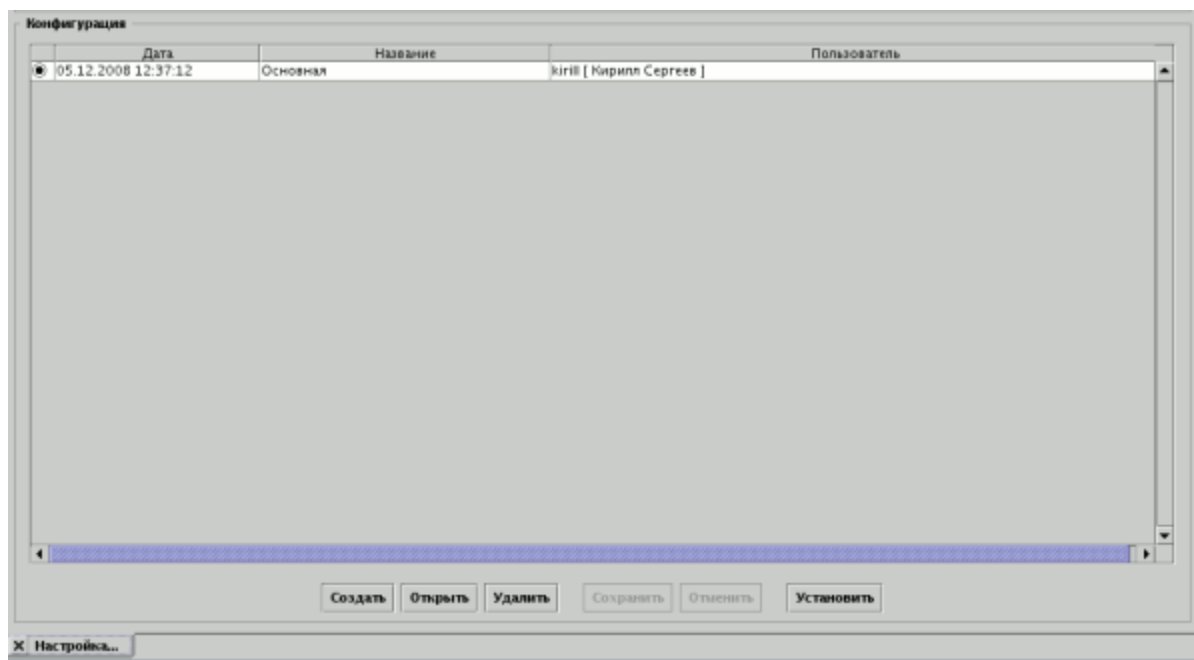 Конфигурация
Дата Название Пользователь
05.12.2008 12:37:12 Основная kirill [ Кирилл Сергеев ]
Создать Открыть Удалить Сохранить Отменить Установить
X Настройка...